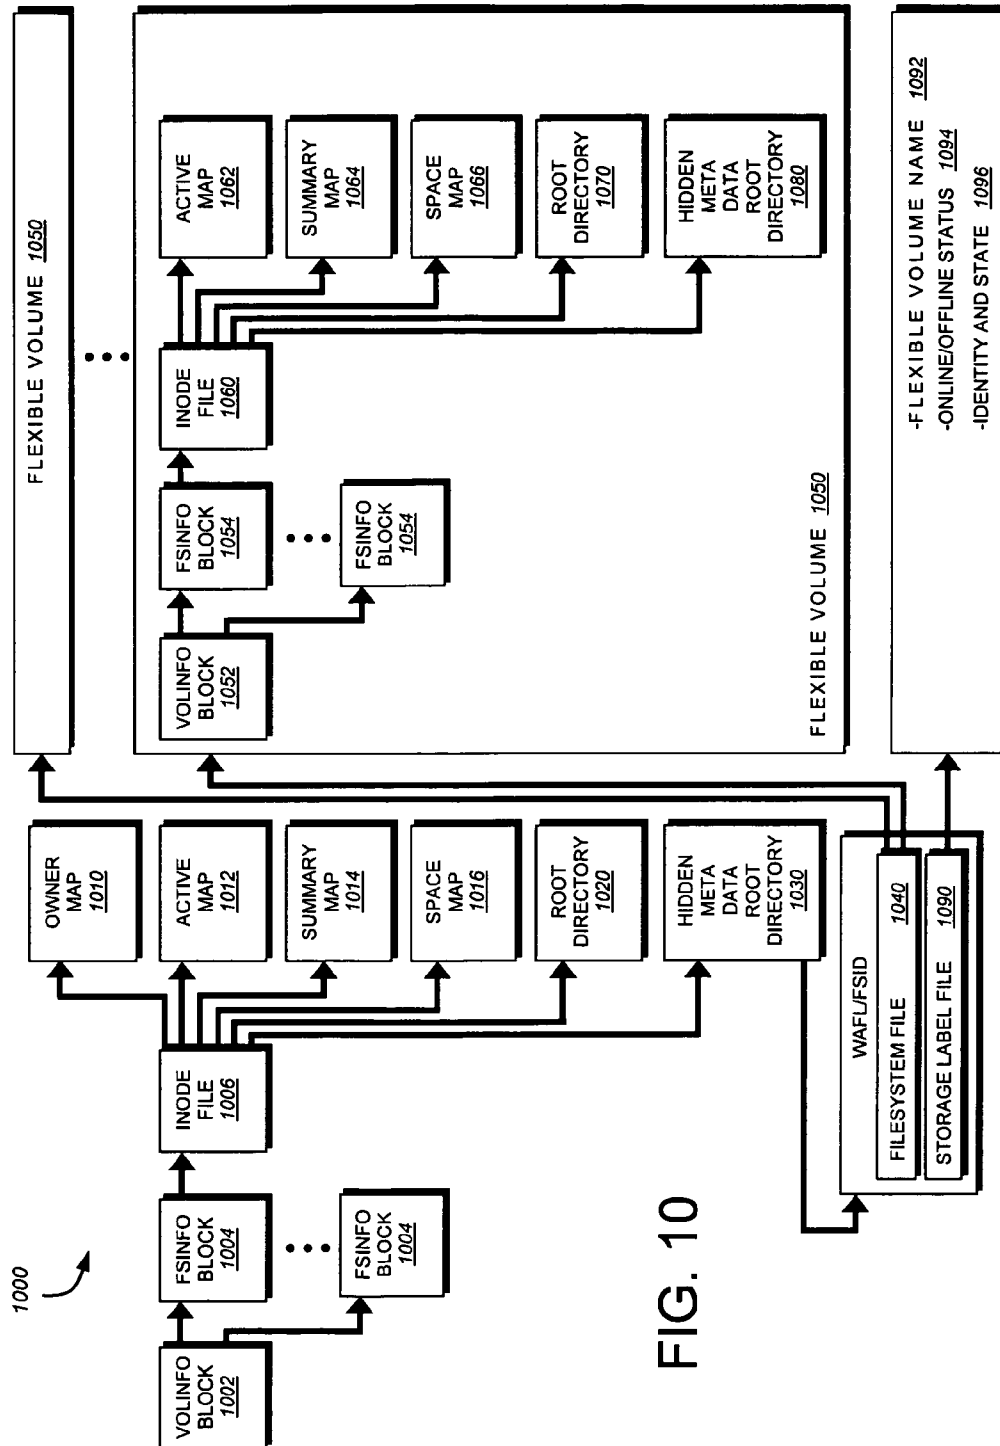 1000
VOLINFO
BLOCK
1002
FSINFO
BLOCK
1004
FSINFO
BLOCK
1004
INODE
FILE
1006
OWNER
MAP
1010
ACTIVE
MAP
1012
SUMMARY
MAP
1014
SPACE
MAP
1016
ROOT
DIRECTORY
1020
HIDDEN
META
DATA
ROOT
DIRECTORY
1030
WAFL/FSID
FILESYSTEM FILE 1040
STORAGE LABEL FILE 1090
FLEXIBLE VOLUME 1050
VOLINFO
BLOCK
1052
FSINFO
BLOCK
1054
FSINFO
BLOCK
1054
INODE
FILE
1060
ACTIVE
MAP
1062
SUMMARY
MAP
1064
SPACE
MAP
1066
ROOT
DIRECTORY
1070
HIDDEN
META
DATA
ROOT
DIRECTORY
1080
FLEXIBLE VOLUME 1050
-FLEXIBLE VOLUME NAME 1092
-ONLINE/OFFLINE STATUS 1094
-IDENTITY AND STATE 1096
FIG. 10